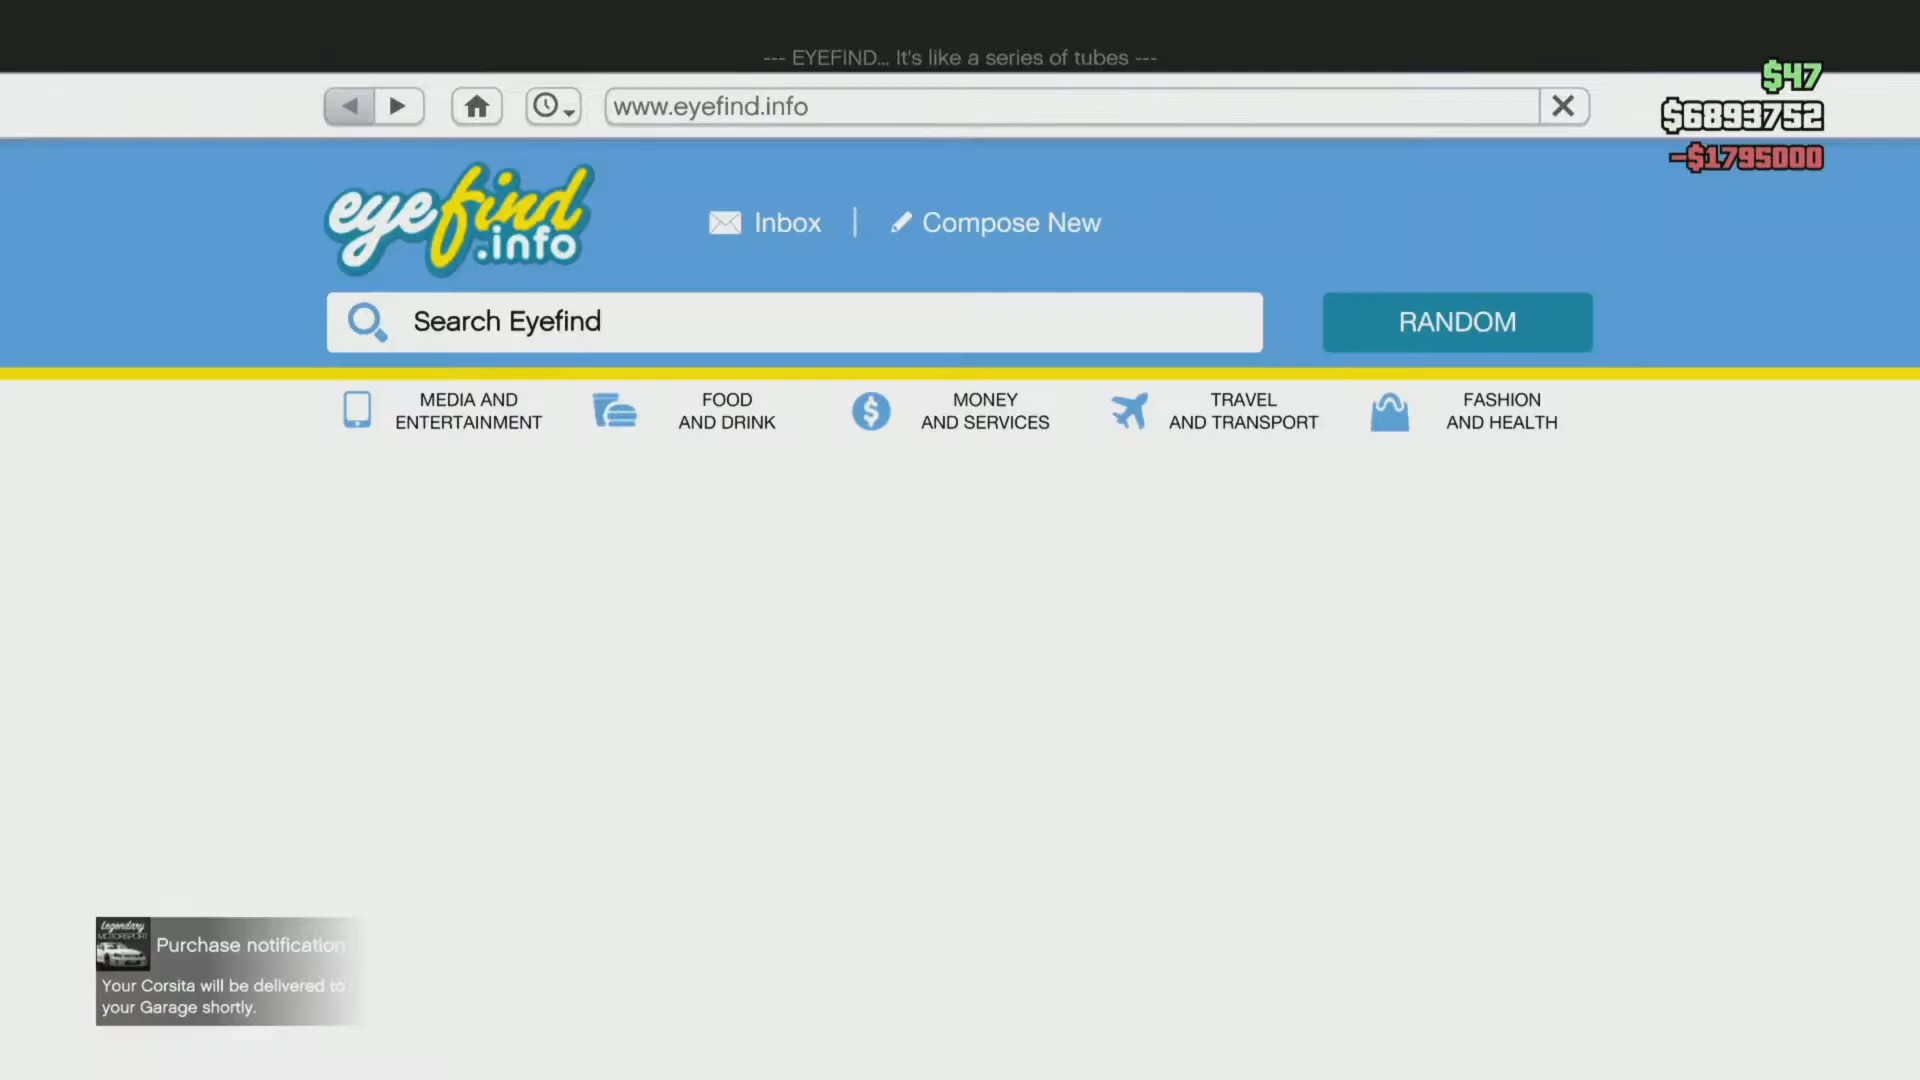 --- EYEFIND... It's like a series of tubes ---
$47
www.eyefind.info
$6893752
-$1795000
eyefind
.info
Inbox | Compose New
Search Eyefind
RANDOM
MEDIA AND
ENTERTAINMENT
FOOD
AND DRINK
MONEY
AND SERVICES
TRAVEL
AND TRANSPORT
FASHION
AND HEALTH
Legendary
MOTORSPORT
Purchase notification
Your Corsita will be delivered to
your Garage shortly.